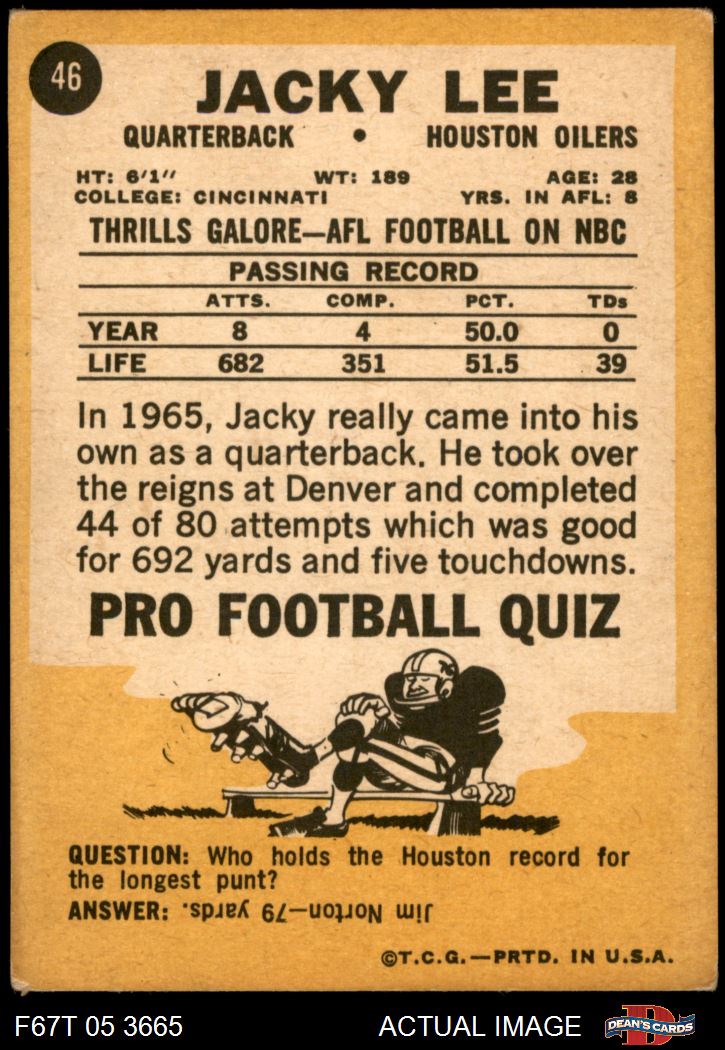 46
JACKY LEE
QUARTERBACK • HOUSTON OILERS
HT: 6'1" WT: 189 AGE: 28
COLLEGE: CINCINNATI YRS. IN AFL: 8
THRILLS GALORE—AFL FOOTBALL ON NBC
PASSING RECORD
ATTS. COMP. PCT. TDs
YEAR 8 4 50.0 0
LIFE 682 351 51.5 39
In 1965, Jacky really came into his
own as a quarterback. He took over
the reigns at Denver and completed
44 of 80 attempts which was good
for 692 yards and five touchdowns.
PRO FOOTBALL QUIZ
QUESTION: Who holds the Houston record for
the longest punt?
ANSWER: Jim Norton—79 yards.
©T.C.G.—PRTD. IN U.S.A.
F67T 05 3665 ACTUAL IMAGE DEAN'S CARDS